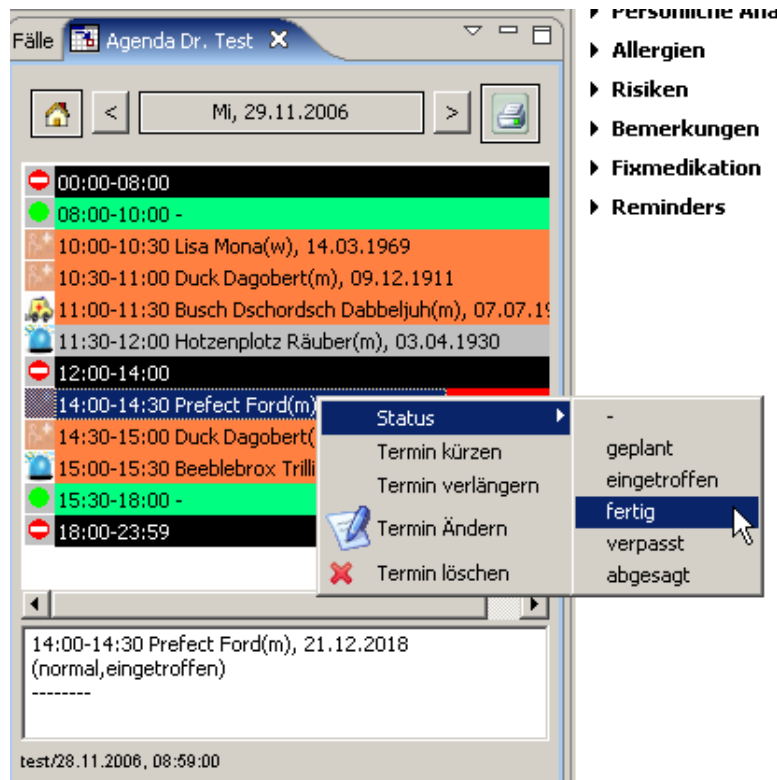 Fälle Agenda Dr. Test
< Mi, 29.11.2006 >
00:00-08:00
08:00-10:00 -
10:00-10:30 Lisa Mona(w), 14.03.1969
10:30-11:00 Duck Dagobert(m), 09.12.1911
11:00-11:30 Busch Dschordsch Dabbeljuh(m), 07.07.19
11:30-12:00 Hotzenplotz Räuber(m), 03.04.1930
12:00-14:00
14:00-14:30 Prefect Ford(m)
14:30-15:00 Duck Dagobert(
15:00-15:30 Beeblebrox Trilli
15:30-18:00 -
18:00-23:59
Status
Termin kürzen
Termin verlängern
Termin Ändern
Termin löschen
-
geplant
eingetroffen
fertig
verpasst
abgesagt
14:00-14:30 Prefect Ford(m), 21.12.2018
(normal,eingetroffen)
--------
test/28.11.2006, 08:59:00
Persönliche Ana
Allergien
Risiken
Bemerkungen
Fixmedikation
Reminders